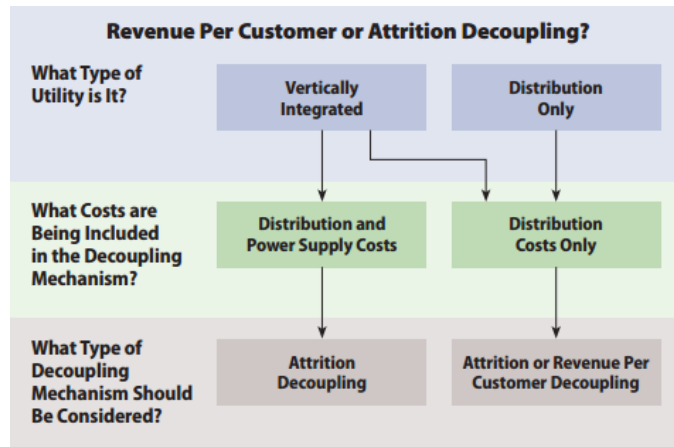 Revenue Per Customer or Attrition Decoupling?
What Type of
Utility is It?
Vertically
Integrated
Distribution
Only
What Costs are
Being Included
in the Decoupling
Mechanism?
Distribution and
Power Supply Costs
Distribution
Costs Only
What Type of
Decoupling
Mechanism Should
Be Considered?
Attrition
Decoupling
Attrition or Revenue Per
Customer Decoupling